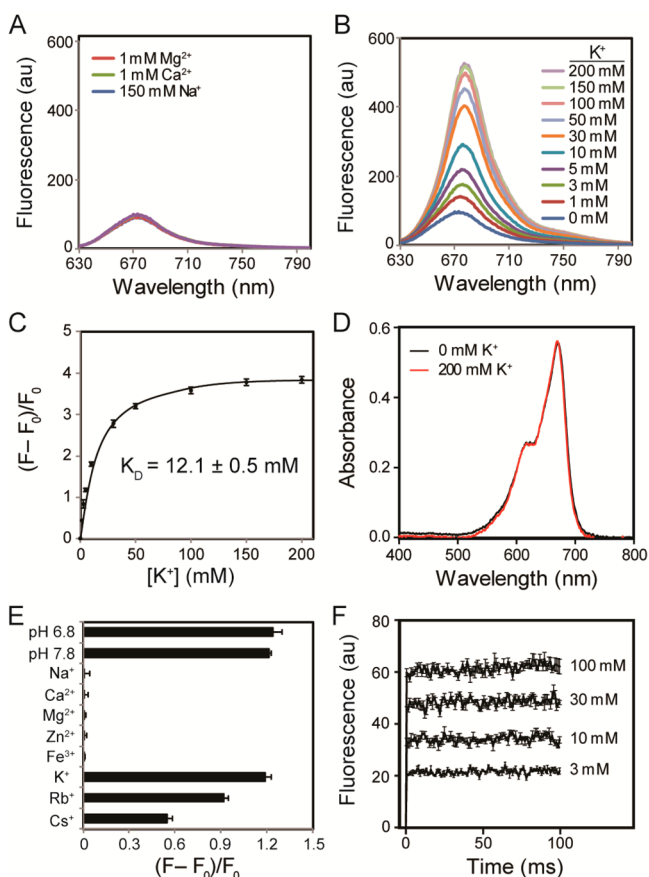 A
600
400
200
0
Fluorescence (au)
1 mM Mg²⁺
1 mM Ca²⁺
150 mM Na⁺
630 670 710 750 790
Wavelength (nm)
B
600
400
200
0
Fluorescence (au)
K⁺
200 mM
150 mM
100 mM
50 mM
30 mM
10 mM
5 mM
3 mM
1 mM
0 mM
630 670 710 750 790
Wavelength (nm)
C
5
4
3
2
1
0
(F– F₀)/F₀
K_D = 12.1 ± 0.5 mM
0 50 100 150 200
[K⁺] (mM)
D
0.6
0.4
0.2
0.0
Absorbance
0 mM K⁺
200 mM K⁺
400 500 600 700 800
Wavelength (nm)
E
pH 6.8
pH 7.8
Na⁺
Ca²⁺
Mg²⁺
Zn²⁺
Fe³⁺
K⁺
Rb⁺
Cs⁺
0 0.3 0.6 0.9 1.2 1.5
(F– F₀)/F₀
F
80
60
40
20
0
Fluorescence (au)
100 mM
30 mM
10 mM
3 mM
0 50 100
Time (ms)